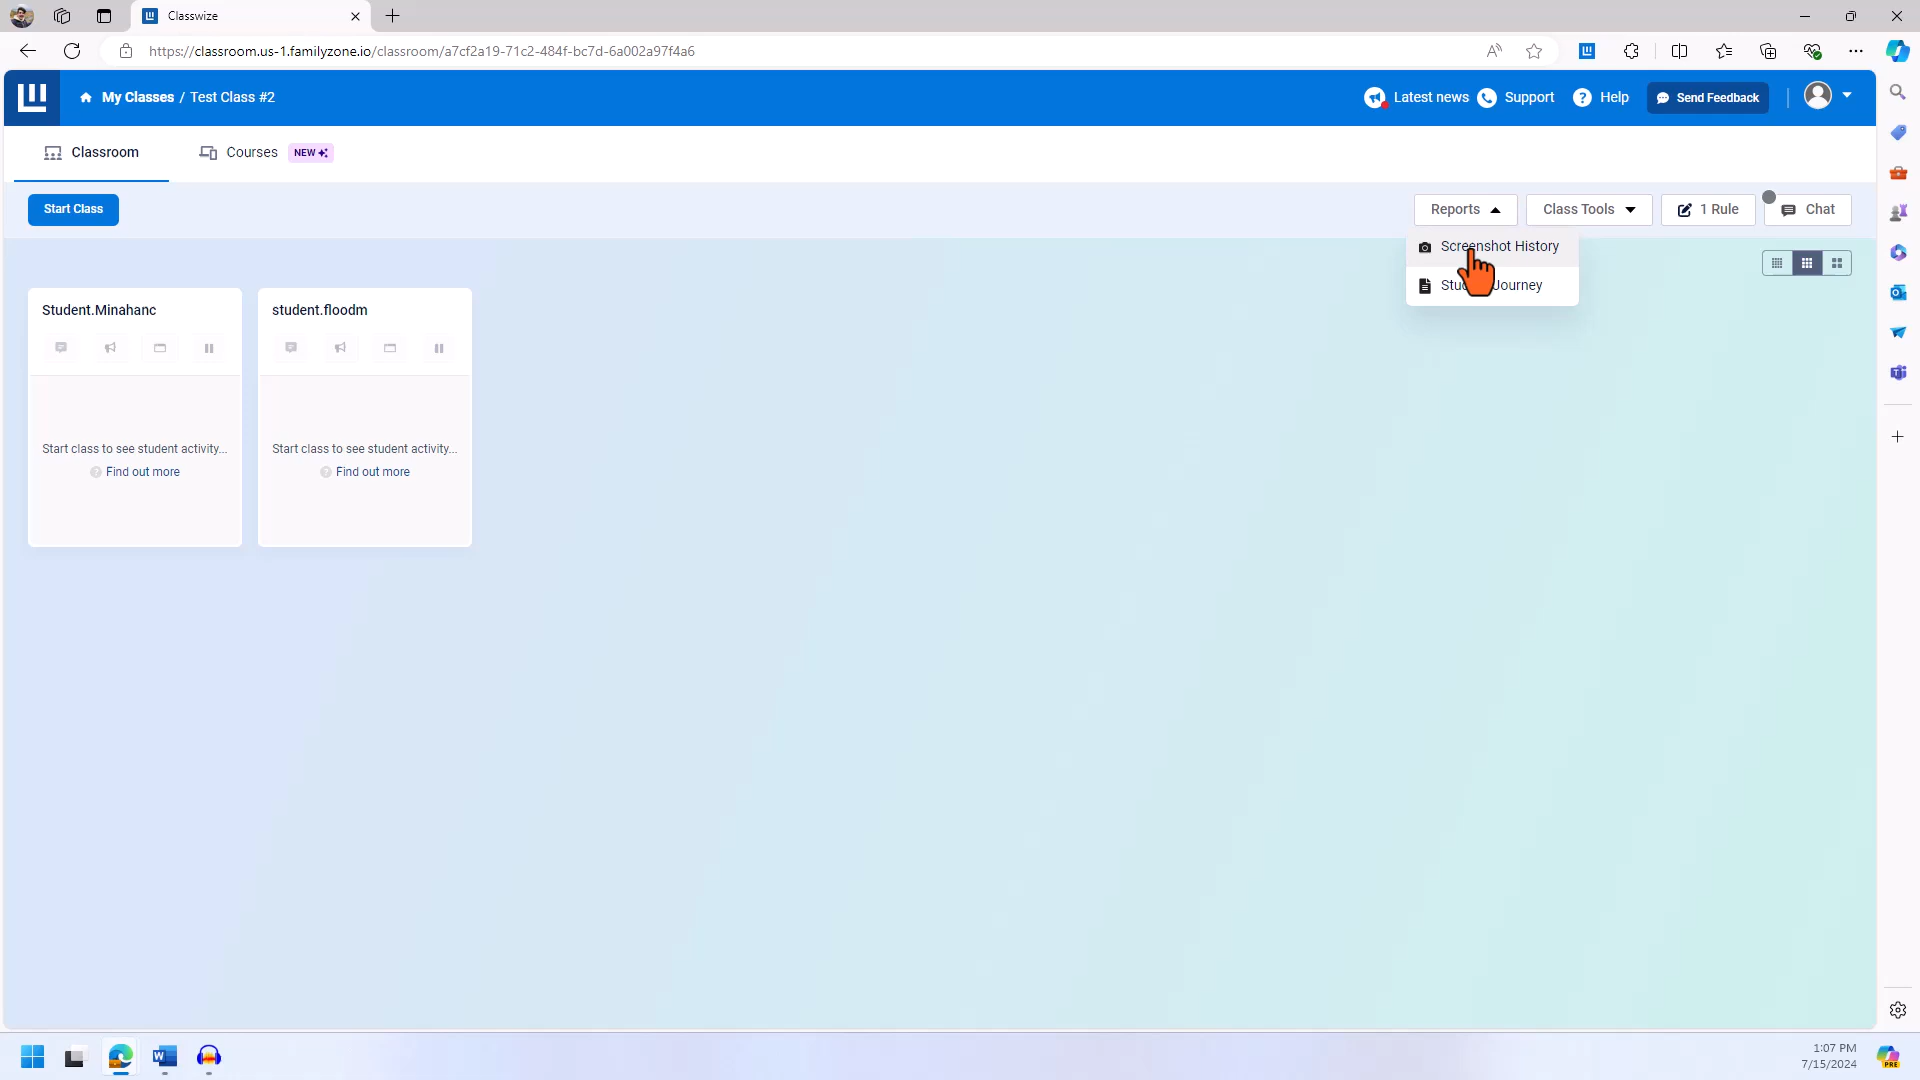 Classwize
https://classroom.us-1.familyzone.io/classroom/a7cf2a19-71c2-484f-bc7d-6a002a97f4a6
My Classes / Test Class #2
Latest news
Support
Help
Send Feedback
Classroom
Courses
NEW
Start Class
Reports
Class Tools
1 Rule
Chat
Screenshot History
Journey
Student.Minahanc
student.floodm
Start class to see student activity...
Find out more
Start class to see student activity...
Find out more
1:07 PM
7/15/2024
PRE